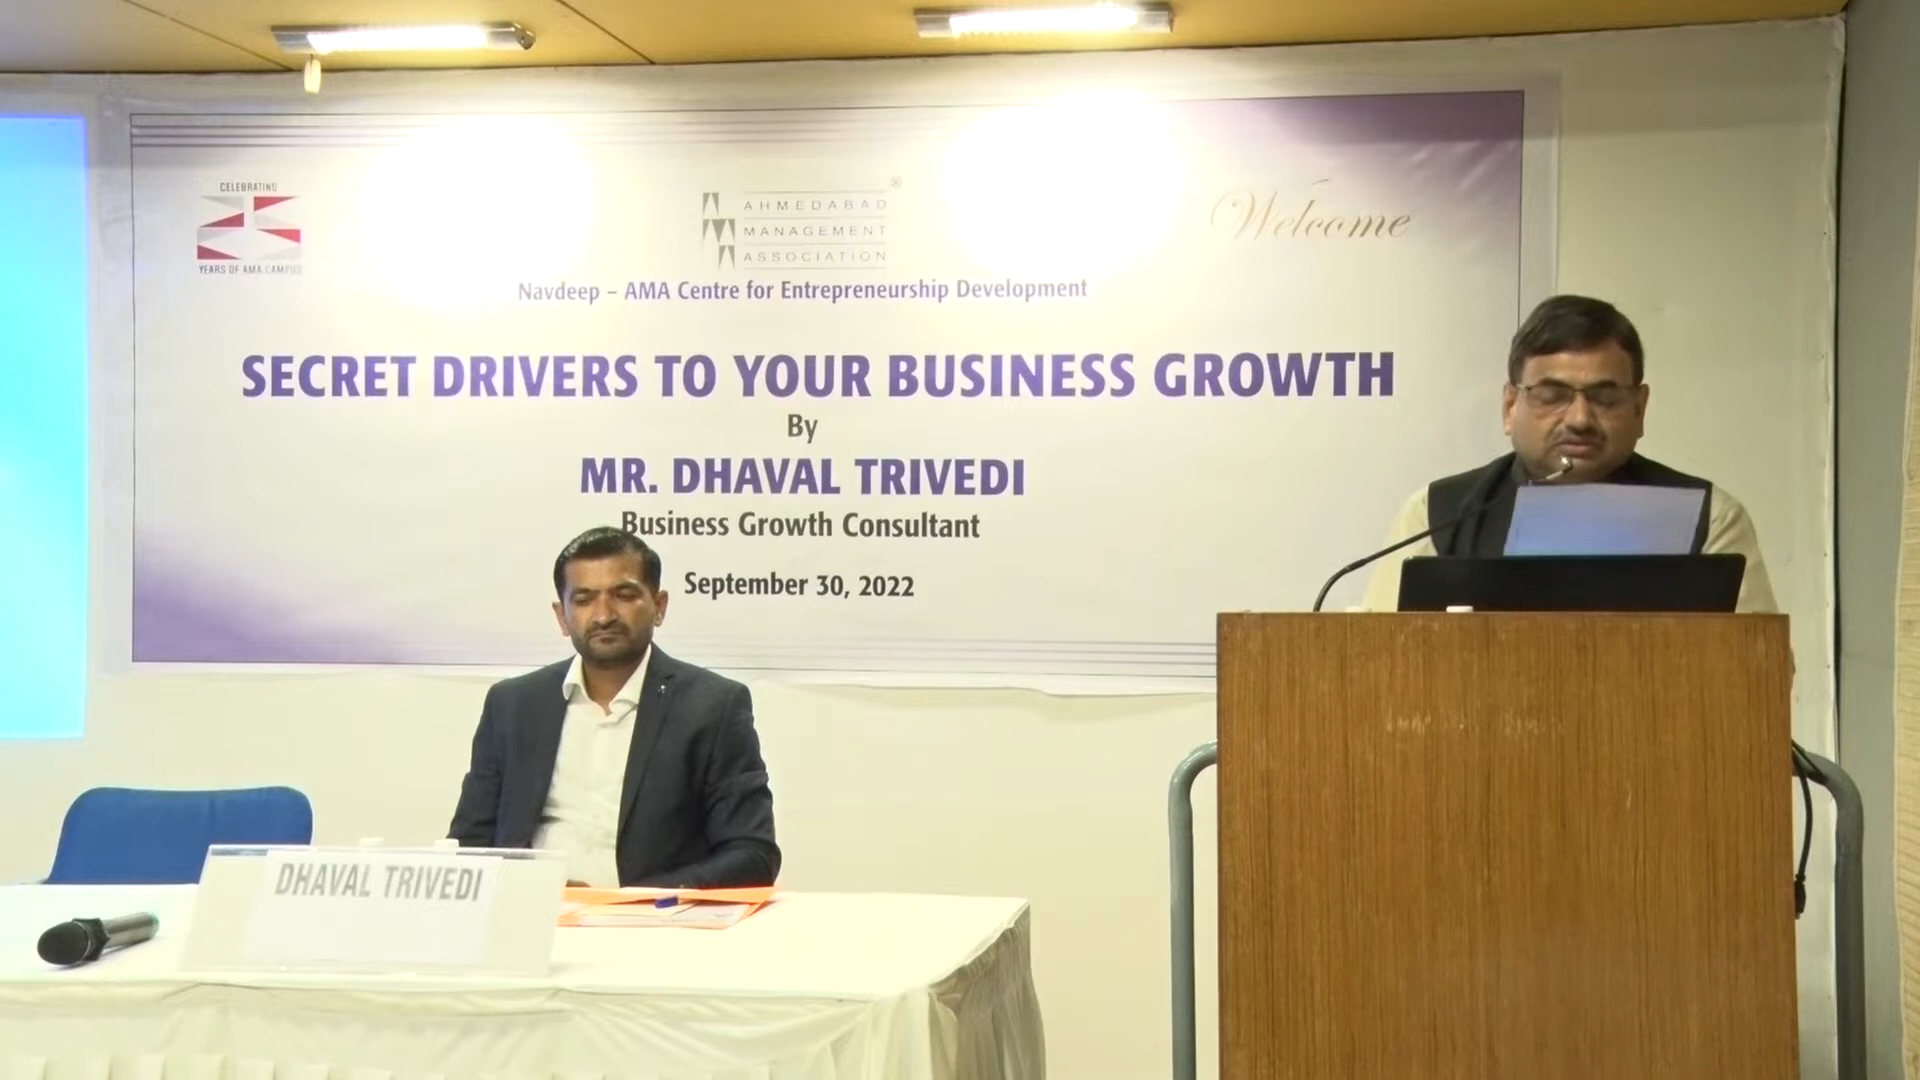 CELEBRATING
YEARS OF AMA CAMPUS
AHMEDABAD
MANAGEMENT
ASSOCIATION
®
Welcome
Navdeep – AMA Centre for Entrepreneurship Development
SECRET DRIVERS TO YOUR BUSINESS GROWTH
By
MR. DHAVAL TRIVEDI
Business Growth Consultant
September 30, 2022
DHAVAL TRIVEDI